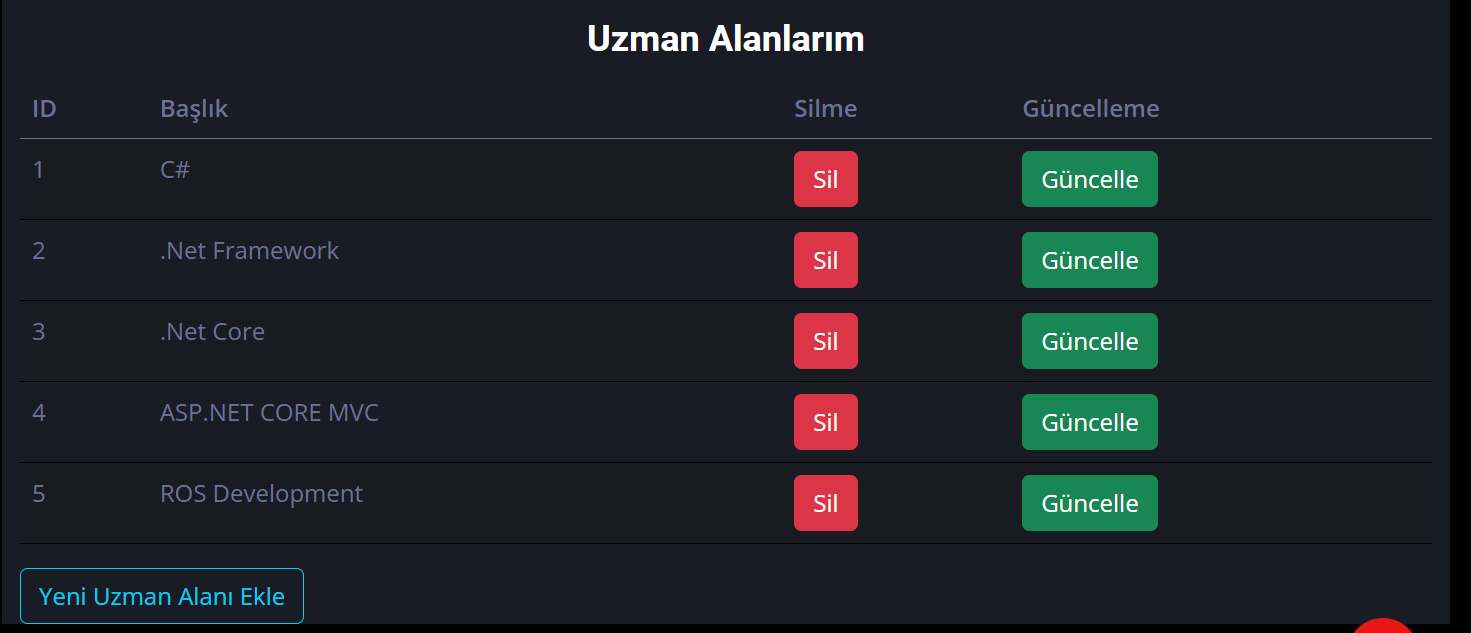 Uzman Alanlarım
ID Başlık Silme Güncelleme
1 C# Sil Güncelle
2 .Net Framework Sil Güncelle
3 .Net Core Sil Güncelle
4 ASP.NET CORE MVC Sil Güncelle
5 ROS Development Sil Güncelle
Yeni Uzman Alanı Ekle